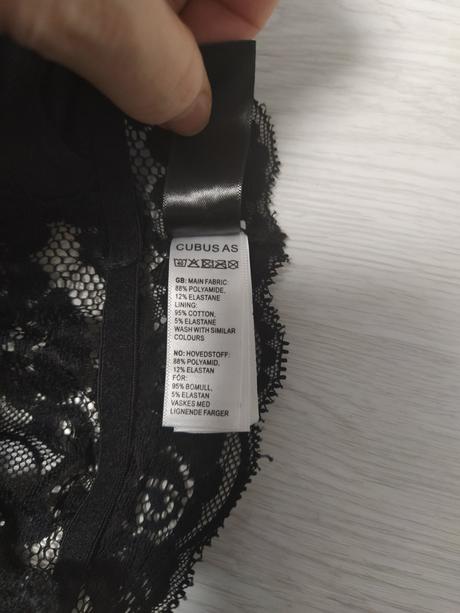 CUBUS AS
GB: MAIN FABRIC:
88% POLYAMIDE,
12% ELASTANE
LINING:
95% COTTON,
5% ELASTANE
WASH WITH SIMILAR
COLOURS
NO: HOVEDSTOFF:
88% POLYAMID,
12% ELASTAN
FÓR:
95% BOMULL,
5% ELASTAN
VASKES MED
LIGNENDE FARGER